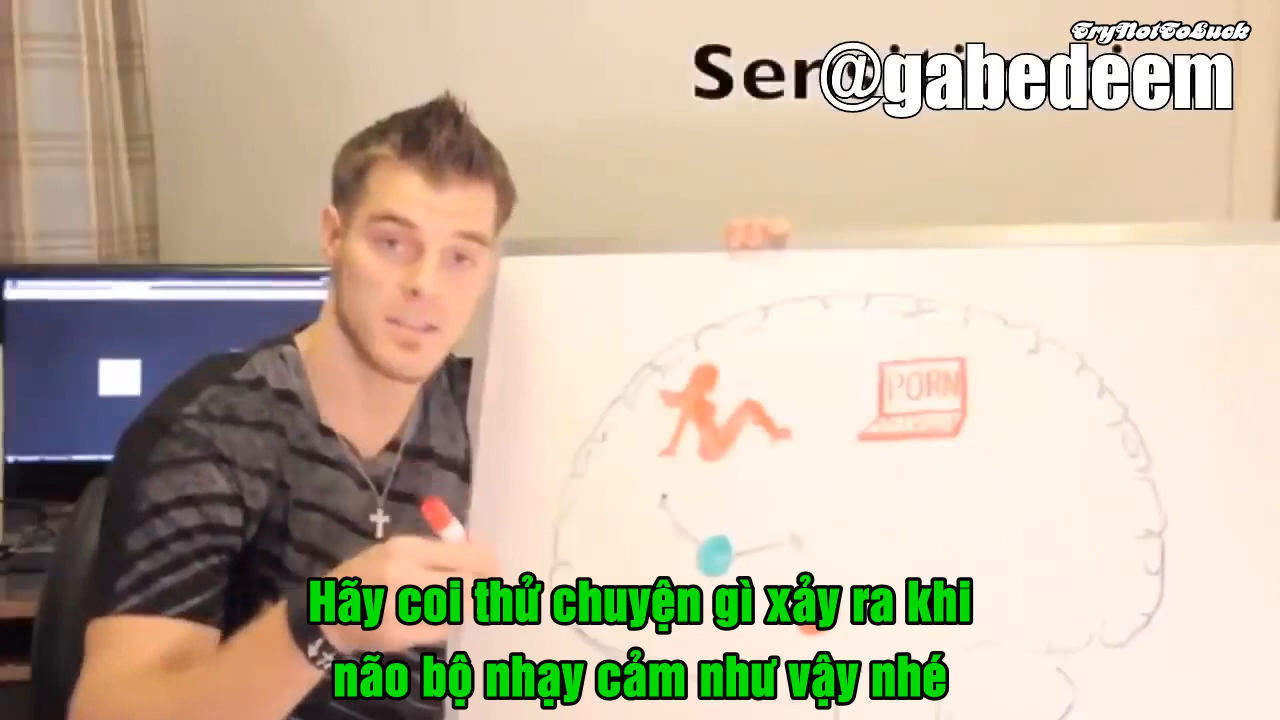 TryNotToLuck
@gabedeem
PORN
Hãy coi thử chuyện gì xảy ra khi
não bộ nhạy cảm như vậy nhé